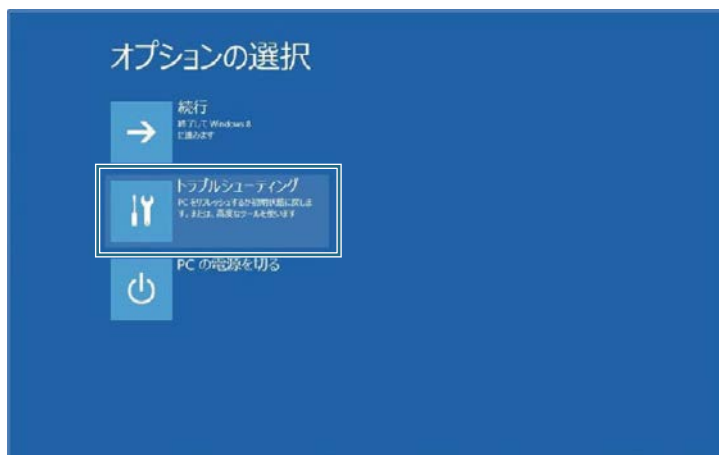 オプションの選択
続行
終了して Windows 8
に進みます
トラブルシューティング
PC をリフレッシュするか初期状態に戻しま
す。または、高度なツールを使います
PC の電源を切る